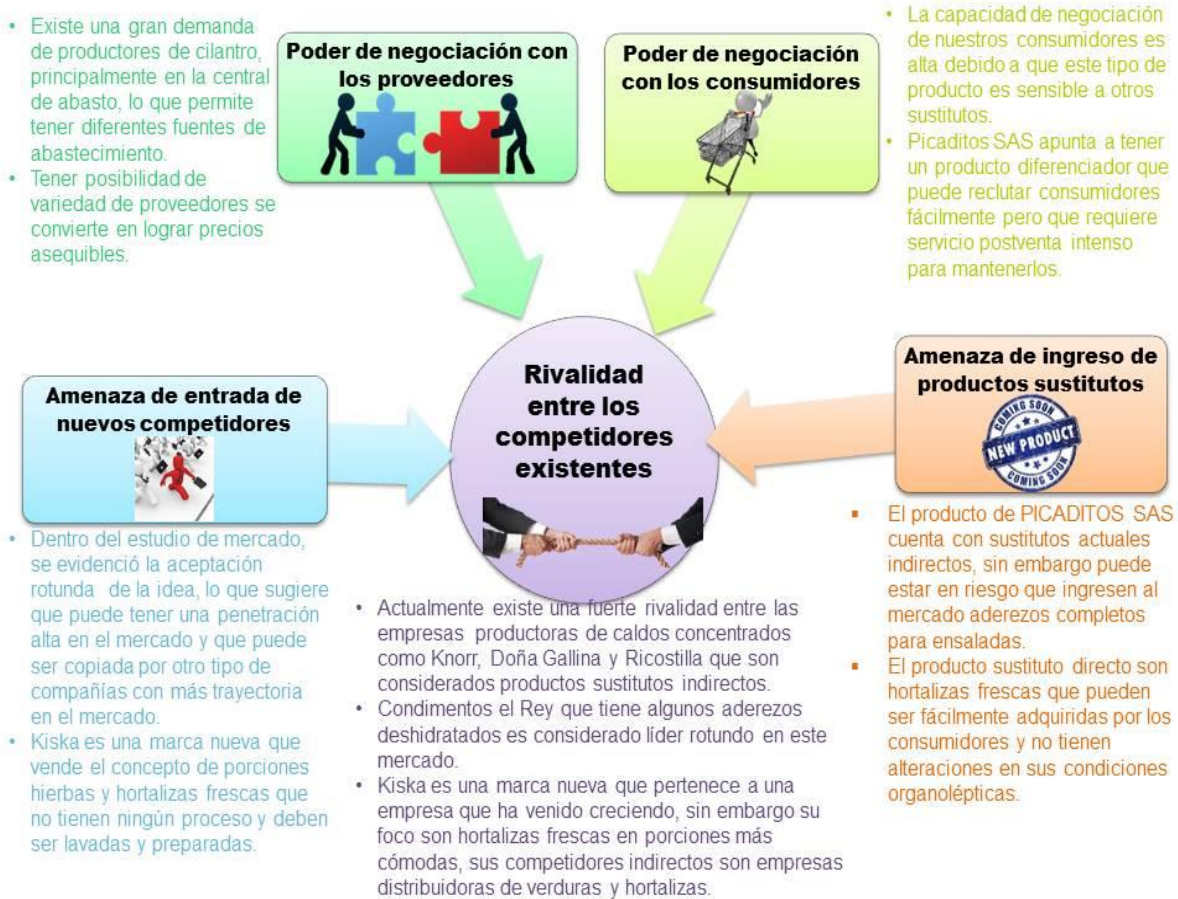 • Existe una gran demanda
de productores de cilantro,
principalmente en la central
de abasto, lo que permite
tener diferentes fuentes de
abastecimiento.
• Tener posibilidad de
variedad de proveedores se
convierte en lograr precios
asequibles.
Poder de negociación con
los proveedores
Poder de negociación
con los consumidores
• La capacidad de negociación
de nuestros consumidores es
alta debido a que este tipo de
producto es sensible a otros
sustitutos.
• Picaditos SAS apunta a tener
un producto diferenciador que
puede reclutar consumidores
fácilmente pero que requiere
servicio postventa intenso
para mantenerlos.
Amenaza de entrada de
nuevos competidores
• Dentro del estudio de mercado,
se evidenció la aceptación
rotunda de la idea, lo que sugiere
que puede tener una penetración
alta en el mercado y que puede
ser copiada por otro tipo de
compañías con más trayectoria
en el mercado.
• Kiska es una marca nueva que
vende el concepto de porciones
hierbas y hortalizas frescas que
no tienen ningún proceso y deben
ser lavadas y preparadas.
Rivalidad
entre los
competidores
existentes
• Actualmente existe una fuerte rivalidad entre las
empresas productoras de caldos concentrados
como Knorr, Doña Gallina y Ricostilla que son
considerados productos sustitutos indirectos.
• Condimentos el Rey que tiene algunos aderezos
deshidratados es considerado líder rotundo en este
mercado.
• Kiska es una marca nueva que pertenece a una
empresa que ha venido creciendo, sin embargo su
foco son hortalizas frescas en porciones más
cómodas, sus competidores indirectos son empresas
distribuidoras de verduras y hortalizas.
Amenaza de ingreso de
productos sustitutos
COMING SOON
NEW PRODUCT
COMING SOON
▪ El producto de PICADITOS SAS
cuenta con sustitutos actuales
indirectos, sin embargo puede
estar en riesgo que ingresen al
mercado aderezos completos
para ensaladas.
▪ El producto sustituto directo son
hortalizas frescas que pueden
ser fácilmente adquiridas por los
consumidores y no tienen
alteraciones en sus condiciones
organolépticas.